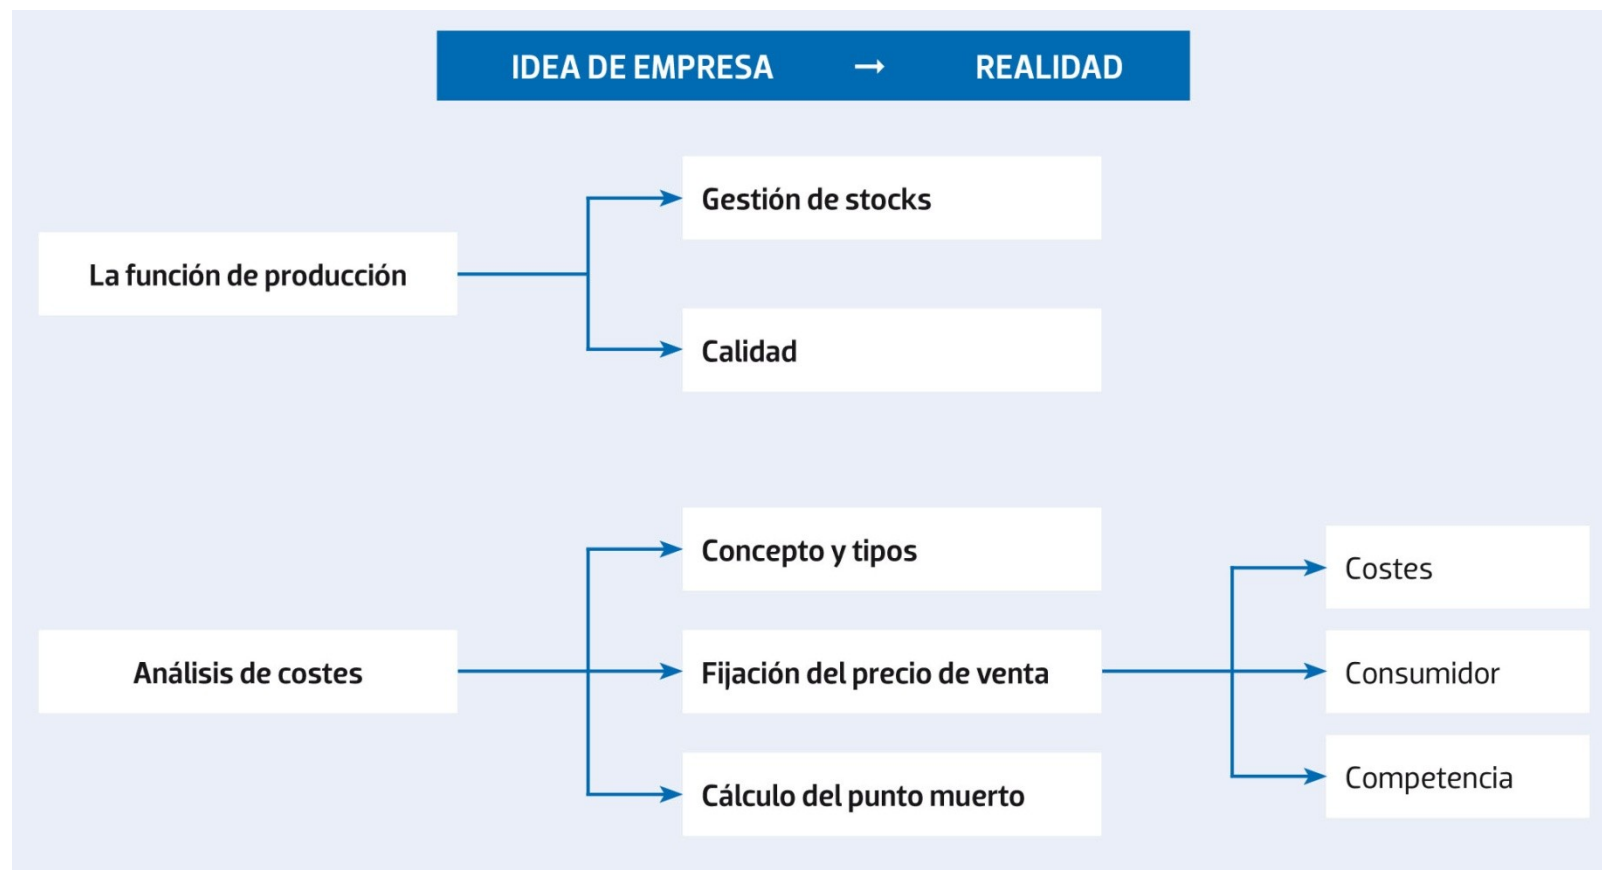 IDEA DE EMPRESA → REALIDAD
La función de producción
Gestión de stocks
Calidad
Análisis de costes
Concepto y tipos
Fijación del precio de venta
Cálculo del punto muerto
Costes
Consumidor
Competencia